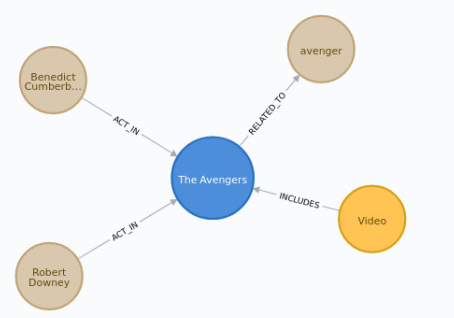 avenger
Benedict
Cumberb...
ACT_IN
RELATED_TO
The Avengers
INCLUDES
Video
ACT_IN
Robert
Downey